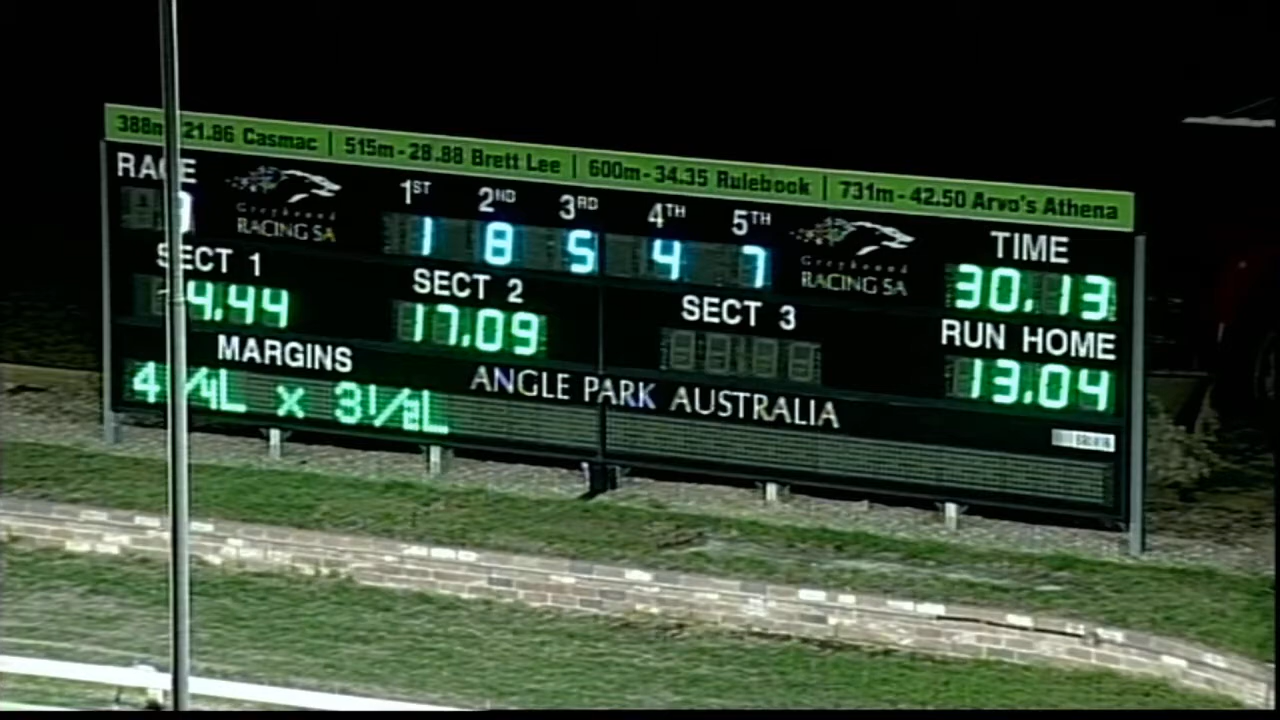 388m-21.86 Casmac | 515m-28.88 Brett Lee | 600m-34.35 Rulebook | 731m-42.50 Arvo's Athena
RACE
Greyhound
RACING SA
1ST 2ND 3RD 4TH 5TH
1 8 5 4 7
Greyhound
RACING SA
TIME
30.13
SECT 1
4.44
SECT 2
17.09
SECT 3
RUN HOME
13.04
MARGINS
4 1/4L x 3 1/2L
ANGLE PARK AUSTRALIA